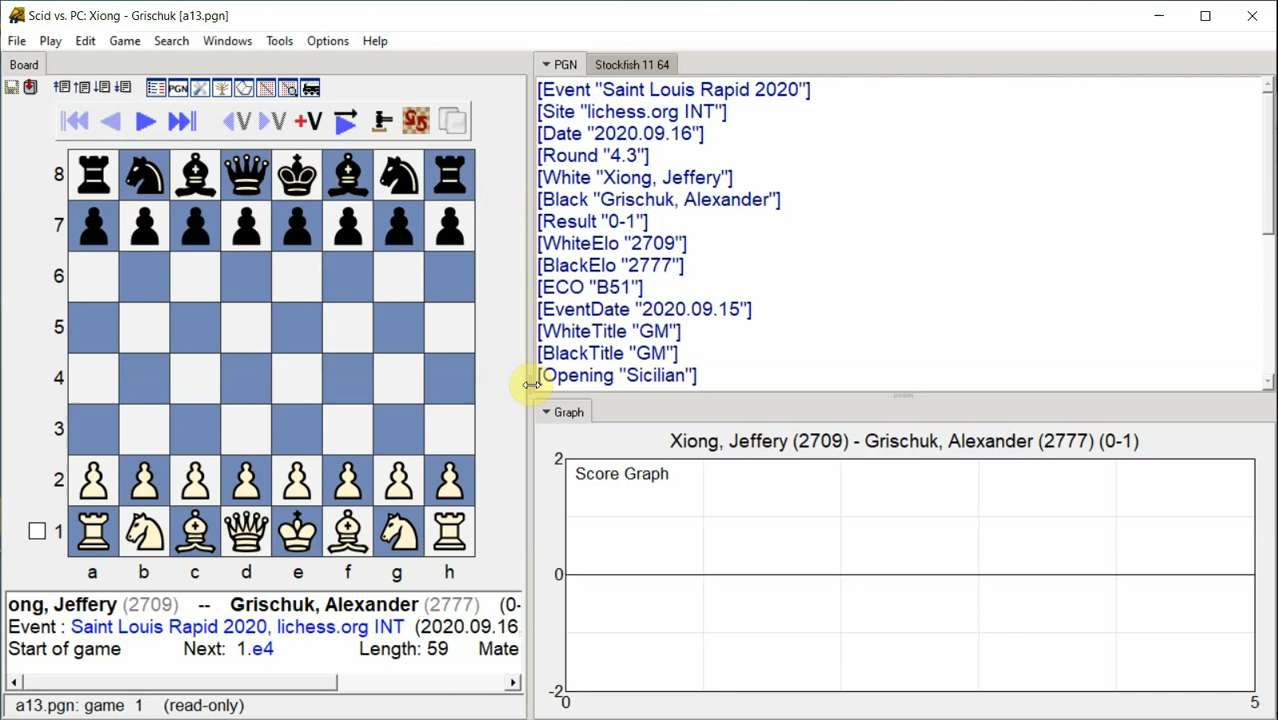 Scid vs. PC: Xiong - Grischuk [a13.pgn]
File Play Edit Game Search Windows Tools Options Help
Board
PGN
V V +V
8
7
6
5
4
3
2
1
a b c d e f g h
ong, Jeffery (2709) -- Grischuk, Alexander (2777) (0-
Event : Saint Louis Rapid 2020, lichess.org INT (2020.09.16
Start of game Next: 1.e4 Length: 59 Mate
a13.pgn: game 1 (read-only)
PGN Stockfish 11 64
[Event "Saint Louis Rapid 2020"]
[Site "lichess.org INT"]
[Date "2020.09.16"]
[Round "4.3"]
[White "Xiong, Jeffery"]
[Black "Grischuk, Alexander"]
[Result "0-1"]
[WhiteElo "2709"]
[BlackElo "2777"]
[ECO "B51"]
[EventDate "2020.09.15"]
[WhiteTitle "GM"]
[BlackTitle "GM"]
[Opening "Sicilian"]
Graph
Xiong, Jeffery (2709) - Grischuk, Alexander (2777) (0-1)
2
Score Graph
0
-2
0 5